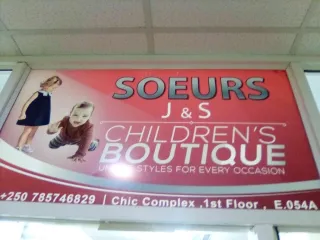 SOEURS
J & S
CHILDREN'S
BOUTIQUE
STYLES FOR EVERY OCCASION
+250 785746829 | Chic Complex ,1st Floor , E.054A